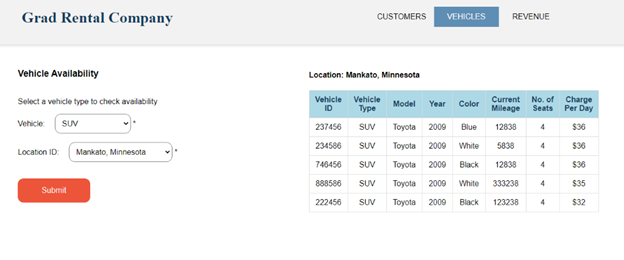 Grad Rental Company
CUSTOMERS VEHICLES REVENUE
Vehicle Availability
Select a vehicle type to check availability
Vehicle: SUV *
Location ID: Mankato, Minnesota *
Submit
Location: Mankato, Minnesota
Vehicle ID Vehicle Type Model Year Color Current Mileage No. of Seats Charge Per Day
237456 SUV Toyota 2009 Blue 12838 4 $36
234586 SUV Toyota 2009 White 5838 4 $36
746456 SUV Toyota 2009 Black 12838 4 $36
888586 SUV Toyota 2009 White 333238 4 $35
222456 SUV Toyota 2009 Black 123238 4 $32